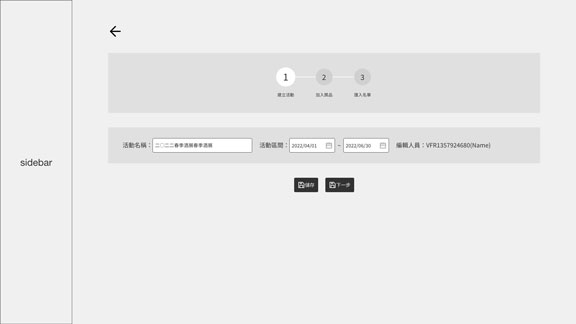 sidebar
1 2 3
建立活動 加入商品 匯入名單
活動名稱： 二〇二二春季酒展春季酒展 活動區間： 2022/04/01 ~ 2022/06/30 編輯人員：VFR1357924680(Name)
儲存 下一步